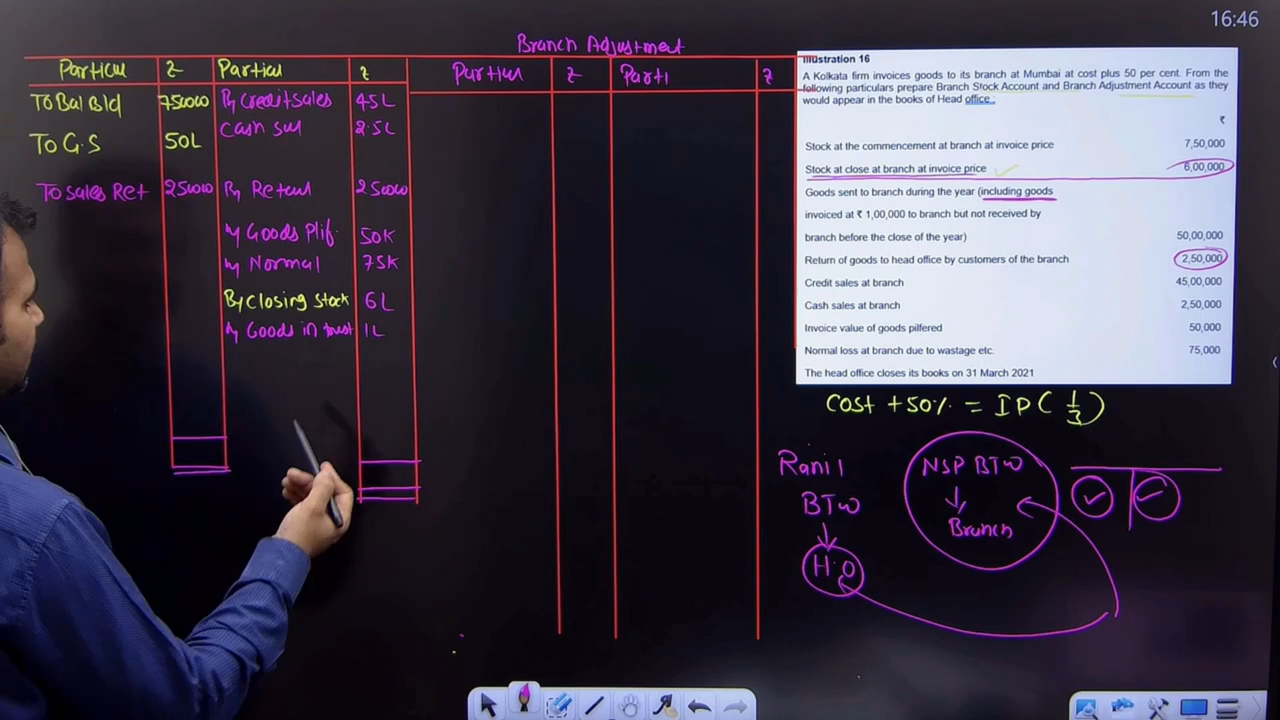 16:46
Branch Adjustment
Particu ₹ Particu ₹
Particu ₹ Parti ₹
To Bal B/d 750000 By Credit sales 45L
Cash sal 2.5L
To G.S 50L
To Sales Ret 250000 By Retun 250000
By Goods Plif. 50K
By Normal 75K
By Closing Stock 6L
By Goods in trust 1L
Illustration 16
A Kolkata firm invoices goods to its branch at Mumbai at cost plus 50 per cent. From the
following particulars prepare Branch Stock Account and Branch Adjustment Account as they
would appear in the books of Head office.:
₹
Stock at the commencement at branch at invoice price 7,50,000
Stock at close at branch at invoice price 6,00,000
Goods sent to branch during the year (including goods
invoiced at ₹ 1,00,000 to branch but not received by
branch before the close of the year) 50,00,000
Return of goods to head office by customers of the branch 2,50,000
Credit sales at branch 45,00,000
Cash sales at branch 2,50,000
Invoice value of goods pilfered 50,000
Normal loss at branch due to wastage etc. 75,000
The head office closes its books on 31 March 2021
Cost +50% = IP (1/3)
NSP BTW
BTW
Branch
H.O